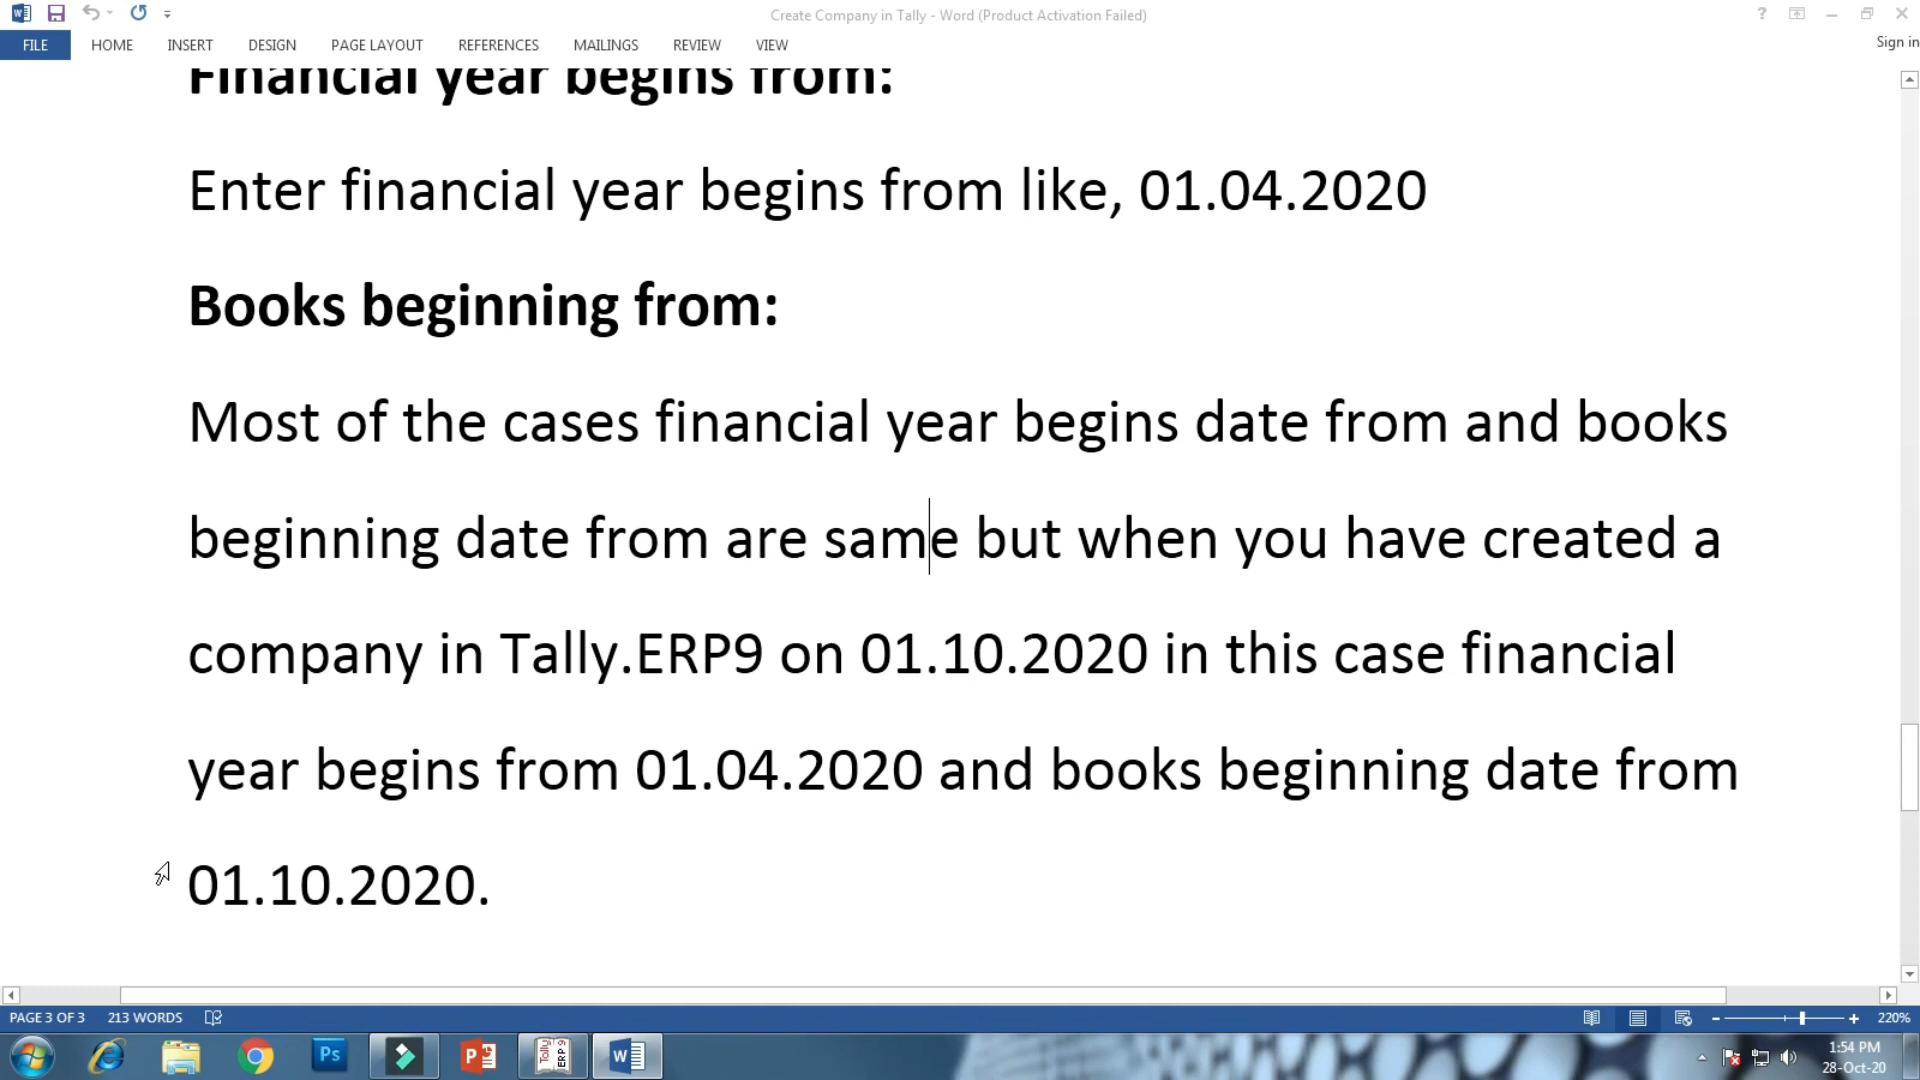 Create Company in Tally - Word (Product Activation Failed)
?
FILE HOME INSERT DESIGN PAGE LAYOUT REFERENCES MAILINGS REVIEW VIEW
Sign in
Financial year begins from:
Enter financial year begins from like, 01.04.2020
Books beginning from:
Most of the cases financial year begins date from and books
beginning date from are same but when you have created a
company in Tally.ERP9 on 01.10.2020 in this case financial
year begins from 01.04.2020 and books beginning date from
01.10.2020.
PAGE 3 OF 3 213 WORDS
220%
Ps
Tally ERP 9
1:54 PM
28-Oct-20